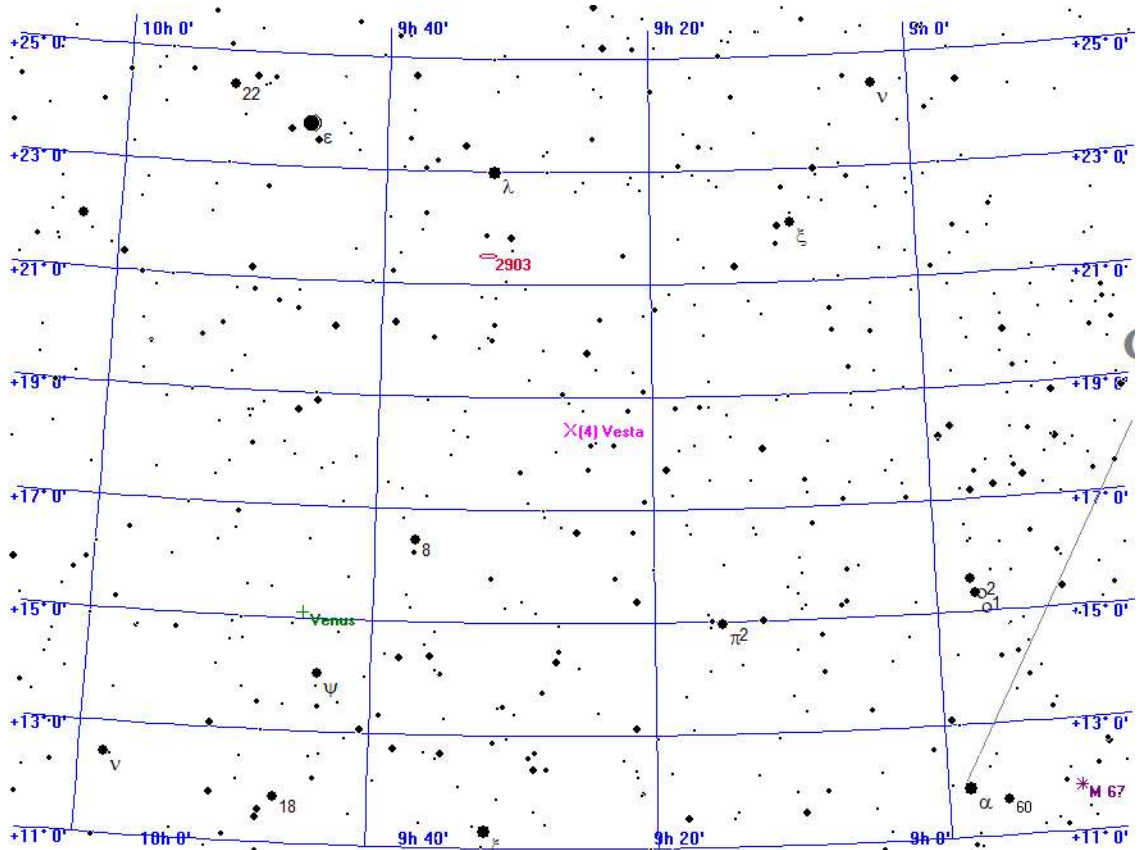 10h 0' 9h 40' 9h 20' 9h 0'
+25° 0' +25° 0'
22 ν
ε
+23° 0' +23° 0'
λ
ξ
2903
+21° 0' +21° 0'
+19° 0' +19° 0'
(4) Vesta
+17° 0' +17° 0'
8
ο2
+15° 0' ο1 +15° 0'
Venus
π2
ψ
+13° 0' +13° 0'
ν
α M 67
18 60
+11° 0' 10h 0' 9h 40' 9h 20' 9h 0' +11° 0'
ξ